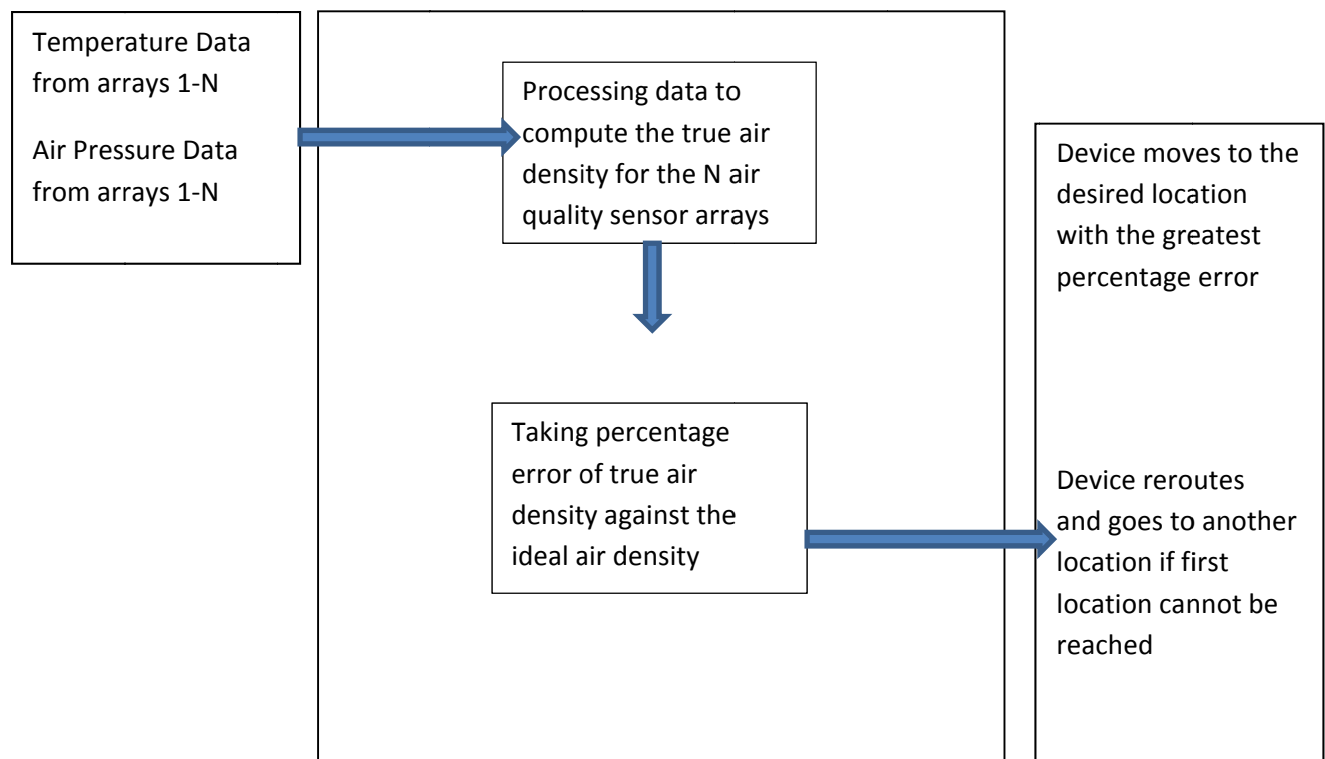 Temperature Data
from arrays 1-N
Air Pressure Data
from arrays 1-N
Processing data to
compute the true air
density for the N air
quality sensor arrays
Taking percentage
error of true air
density against the
ideal air density
Device moves to the
desired location
with the greatest
percentage error
Device reroutes
and goes to another
location if first
location cannot be
reached